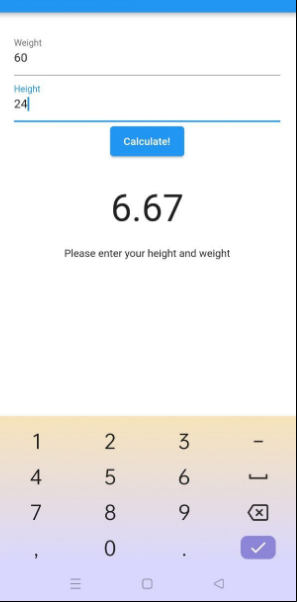 Weight
60
Height
24
Calculate!
6.67
Please enter your height and weight
1 2 3 -
4 5 6
7 8 9
, 0 .